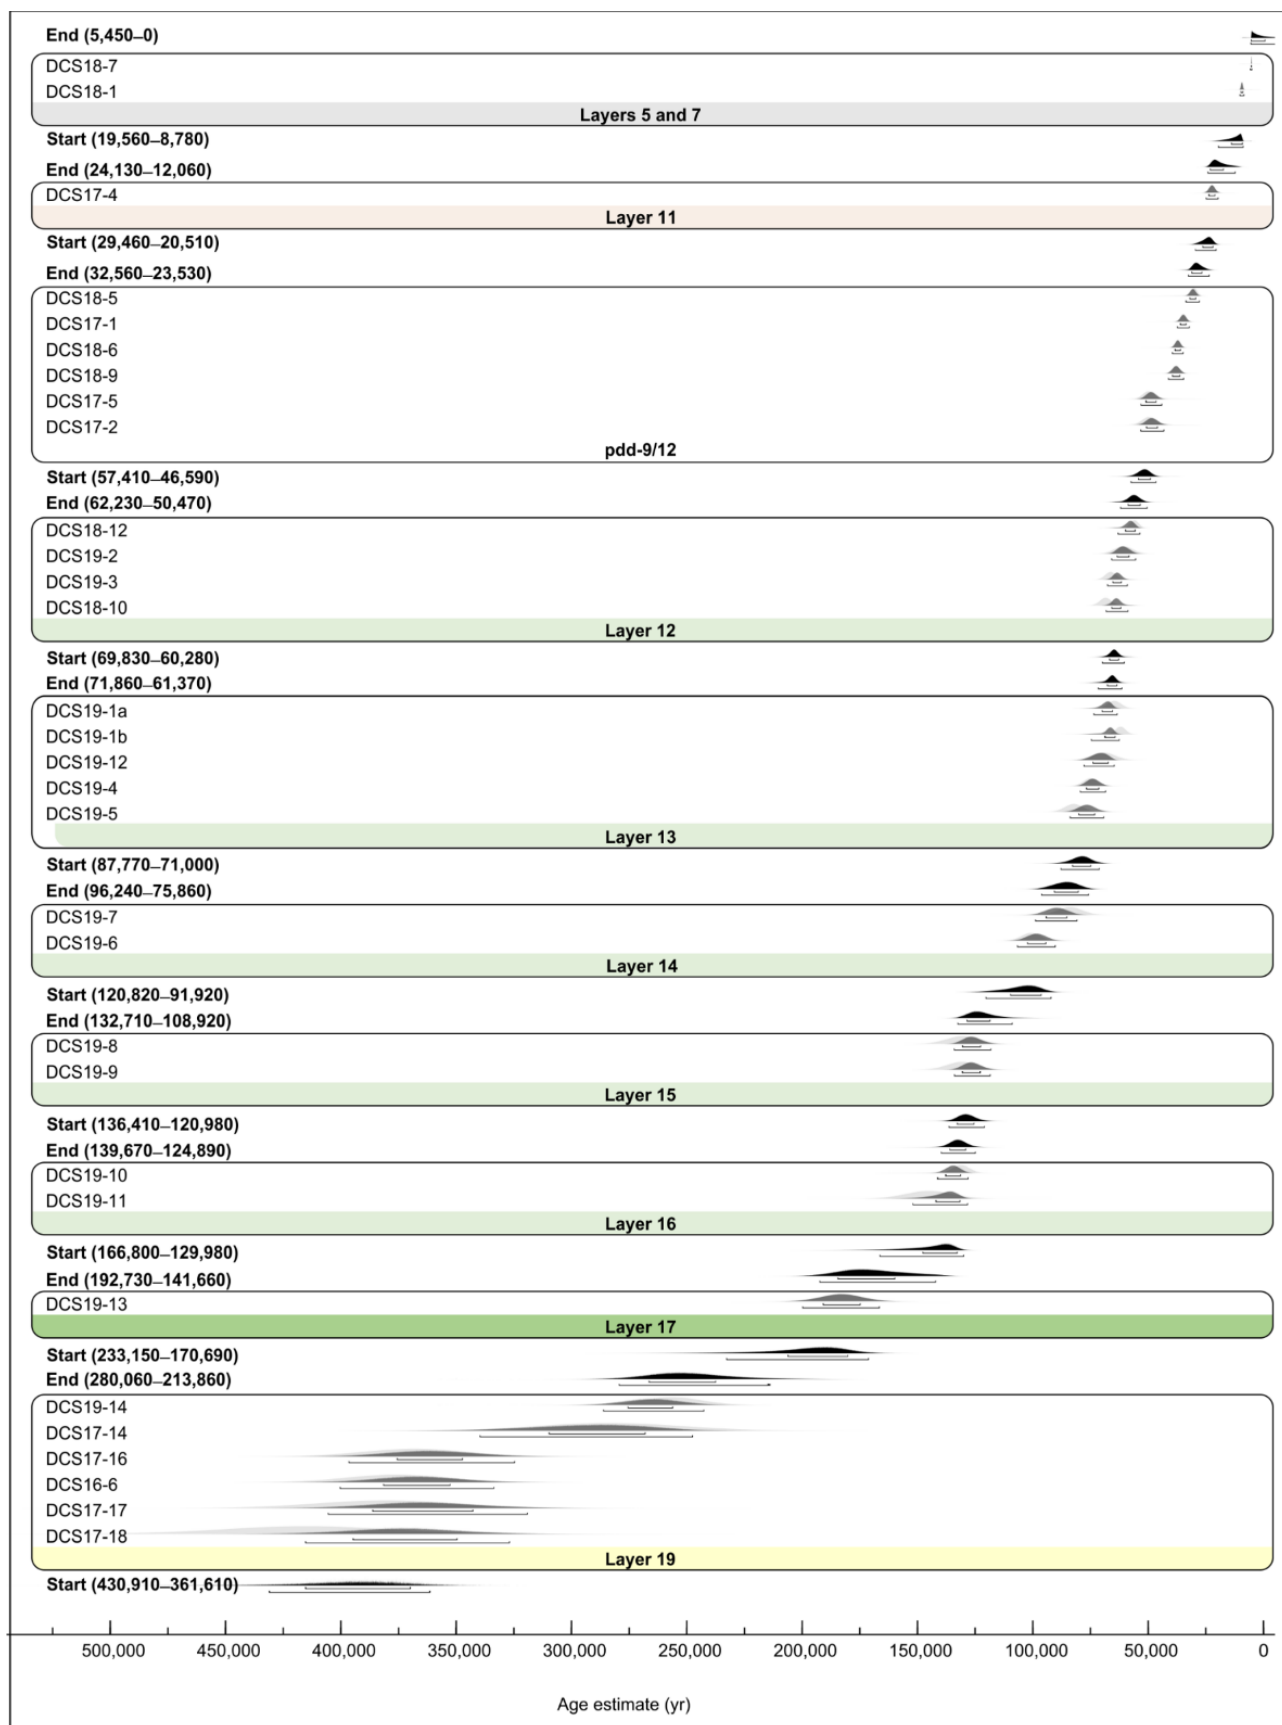 End (5,450–0)
DCS18-7
DCS18-1
Layers 5 and 7
Start (19,560–8,780)
End (24,130–12,060)
DCS17-4
Layer 11
Start (29,460–20,510)
End (32,560–23,530)
DCS18-5
DCS17-1
DCS18-6
DCS18-9
DCS17-5
DCS17-2
pdd-9/12
Start (57,410–46,590)
End (62,230–50,470)
DCS18-12
DCS19-2
DCS19-3
DCS18-10
Layer 12
Start (69,830–60,280)
End (71,860–61,370)
DCS19-1a
DCS19-1b
DCS19-12
DCS19-4
DCS19-5
Layer 13
Start (87,770–71,000)
End (96,240–75,860)
DCS19-7
DCS19-6
Layer 14
Start (120,820–91,920)
End (132,710–108,920)
DCS19-8
DCS19-9
Layer 15
Start (136,410–120,980)
End (139,670–124,890)
DCS19-10
DCS19-11
Layer 16
Start (166,800–129,980)
End (192,730–141,660)
DCS19-13
Layer 17
Start (233,150–170,690)
End (280,060–213,860)
DCS19-14
DCS17-14
DCS17-16
DCS16-6
DCS17-17
DCS17-18
Layer 19
Start (430,910–361,610)
500,000 450,000 400,000 350,000 300,000 250,000 200,000 150,000 100,000 50,000 0
Age estimate (yr)